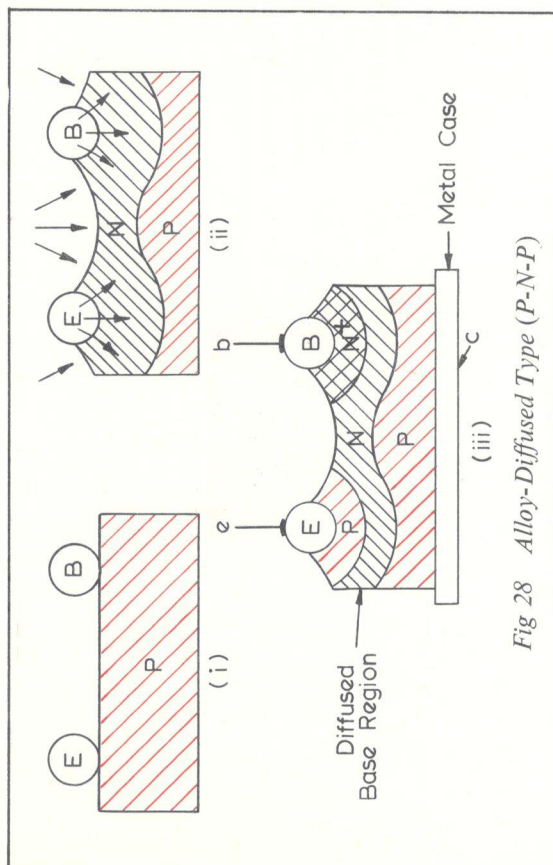 E B
P
(i)
E B
N
P
(ii)
e b
E B
P N N+
P
Diffused
Base Region
Metal Case
c
(iii)
Fig 28 Alloy-Diffused Type (P-N-P)